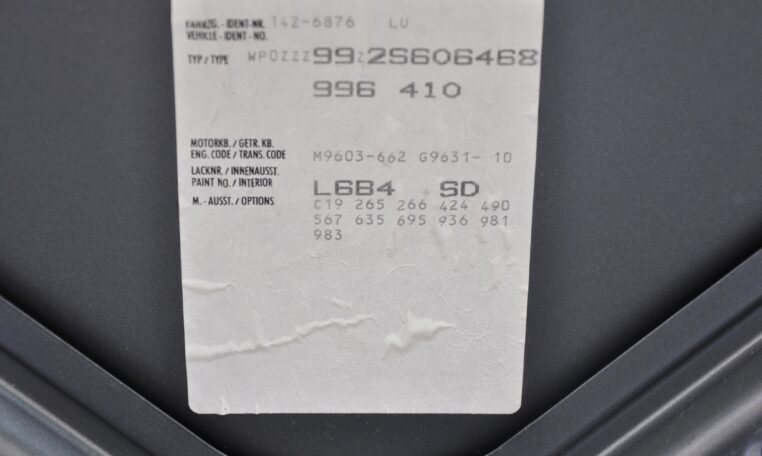 FAHRZG. - IDENT-NR. 142-6876 LU
VEHICLE - IDENT - NO.
TYP / TYPE WPOZZZ99Z2S606468
996 410
MOTORKB. / GETR. KB.
ENG. CODE / TRANS. CODE M9603-662 G9631- 10
LACKNR. / INNENAUSST.
PAINT NO. / INTERIOR L6B4 SD
M. - AUSST. / OPTIONS C19 265 266 424 490
567 635 695 936 981
983